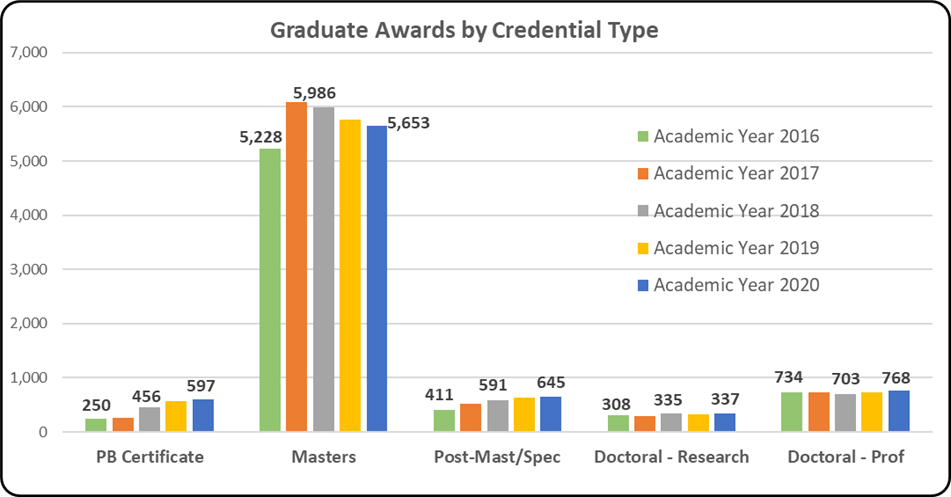 Graduate Awards by Credential Type
7,000
6,000
5,000
4,000
3,000
2,000
1,000
0
5,228
5,986
5,653
250
456
597
411
591
645
308
335
337
734
703
768
Academic Year 2016
Academic Year 2017
Academic Year 2018
Academic Year 2019
Academic Year 2020
PB Certificate
Masters
Post-Mast/Spec
Doctoral - Research
Doctoral - Prof